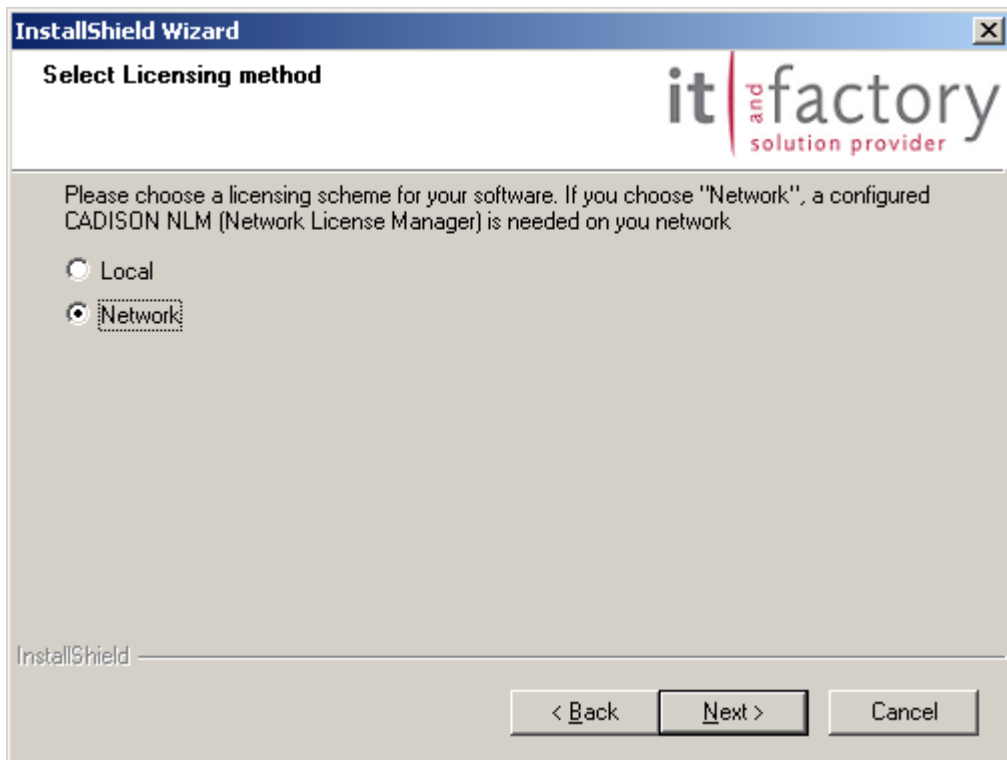 InstallShield Wizard
Select Licensing method
it and factory
solution provider
Please choose a licensing scheme for your software. If you choose "Network", a configured
CADISON NLM (Network License Manager) is needed on you network
Local
Network
InstallShield
< Back Next > Cancel